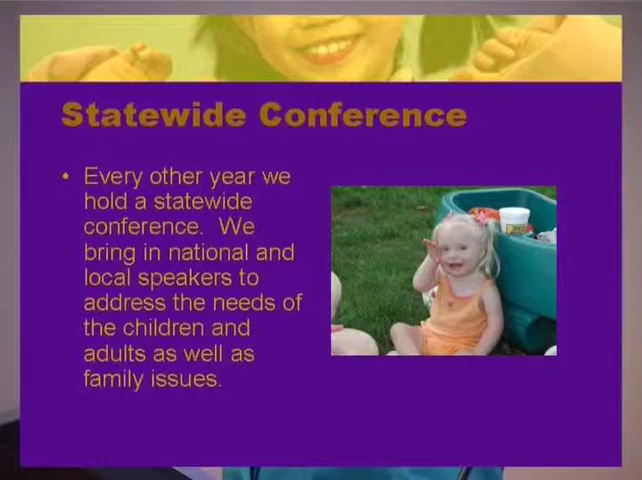 Statewide Conference
• Every other year we
hold a statewide
conference. We
bring in national and
local speakers to
address the needs of
the children and
adults as well as
family issues.